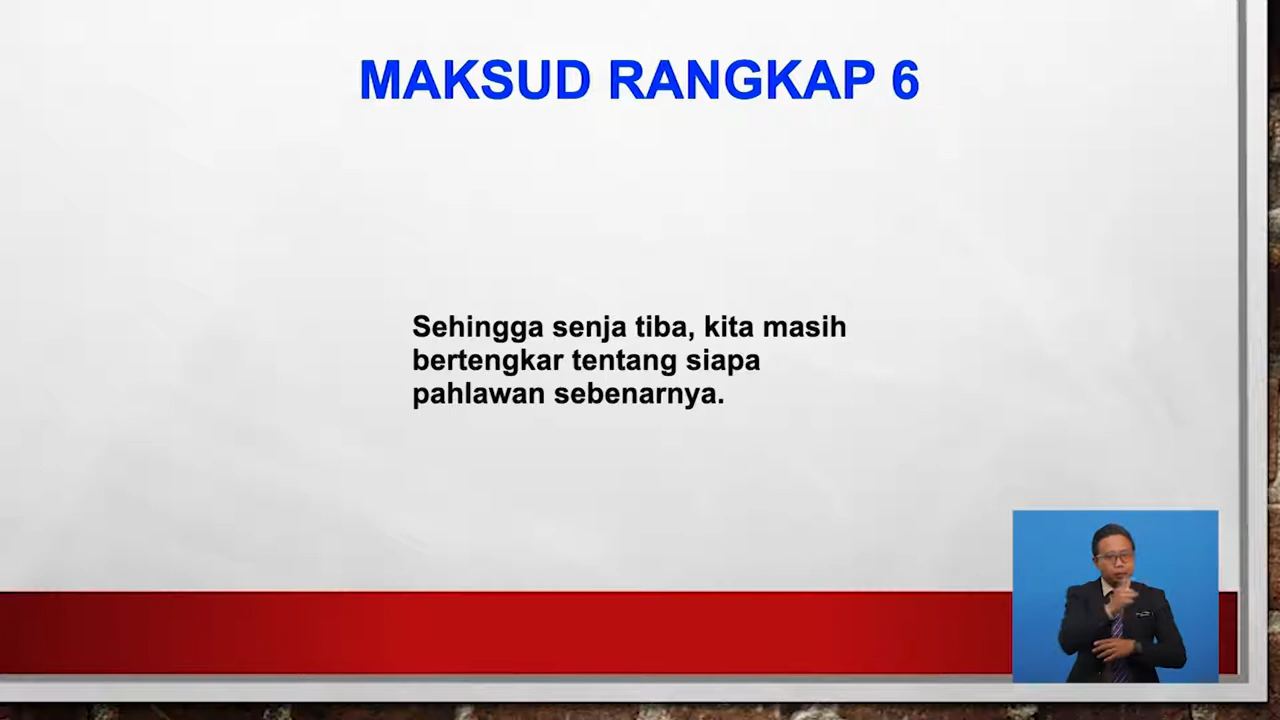 MAKSUD RANGKAP 6
Sehingga senja tiba, kita masih
bertengkar tentang siapa
pahlawan sebenarnya.